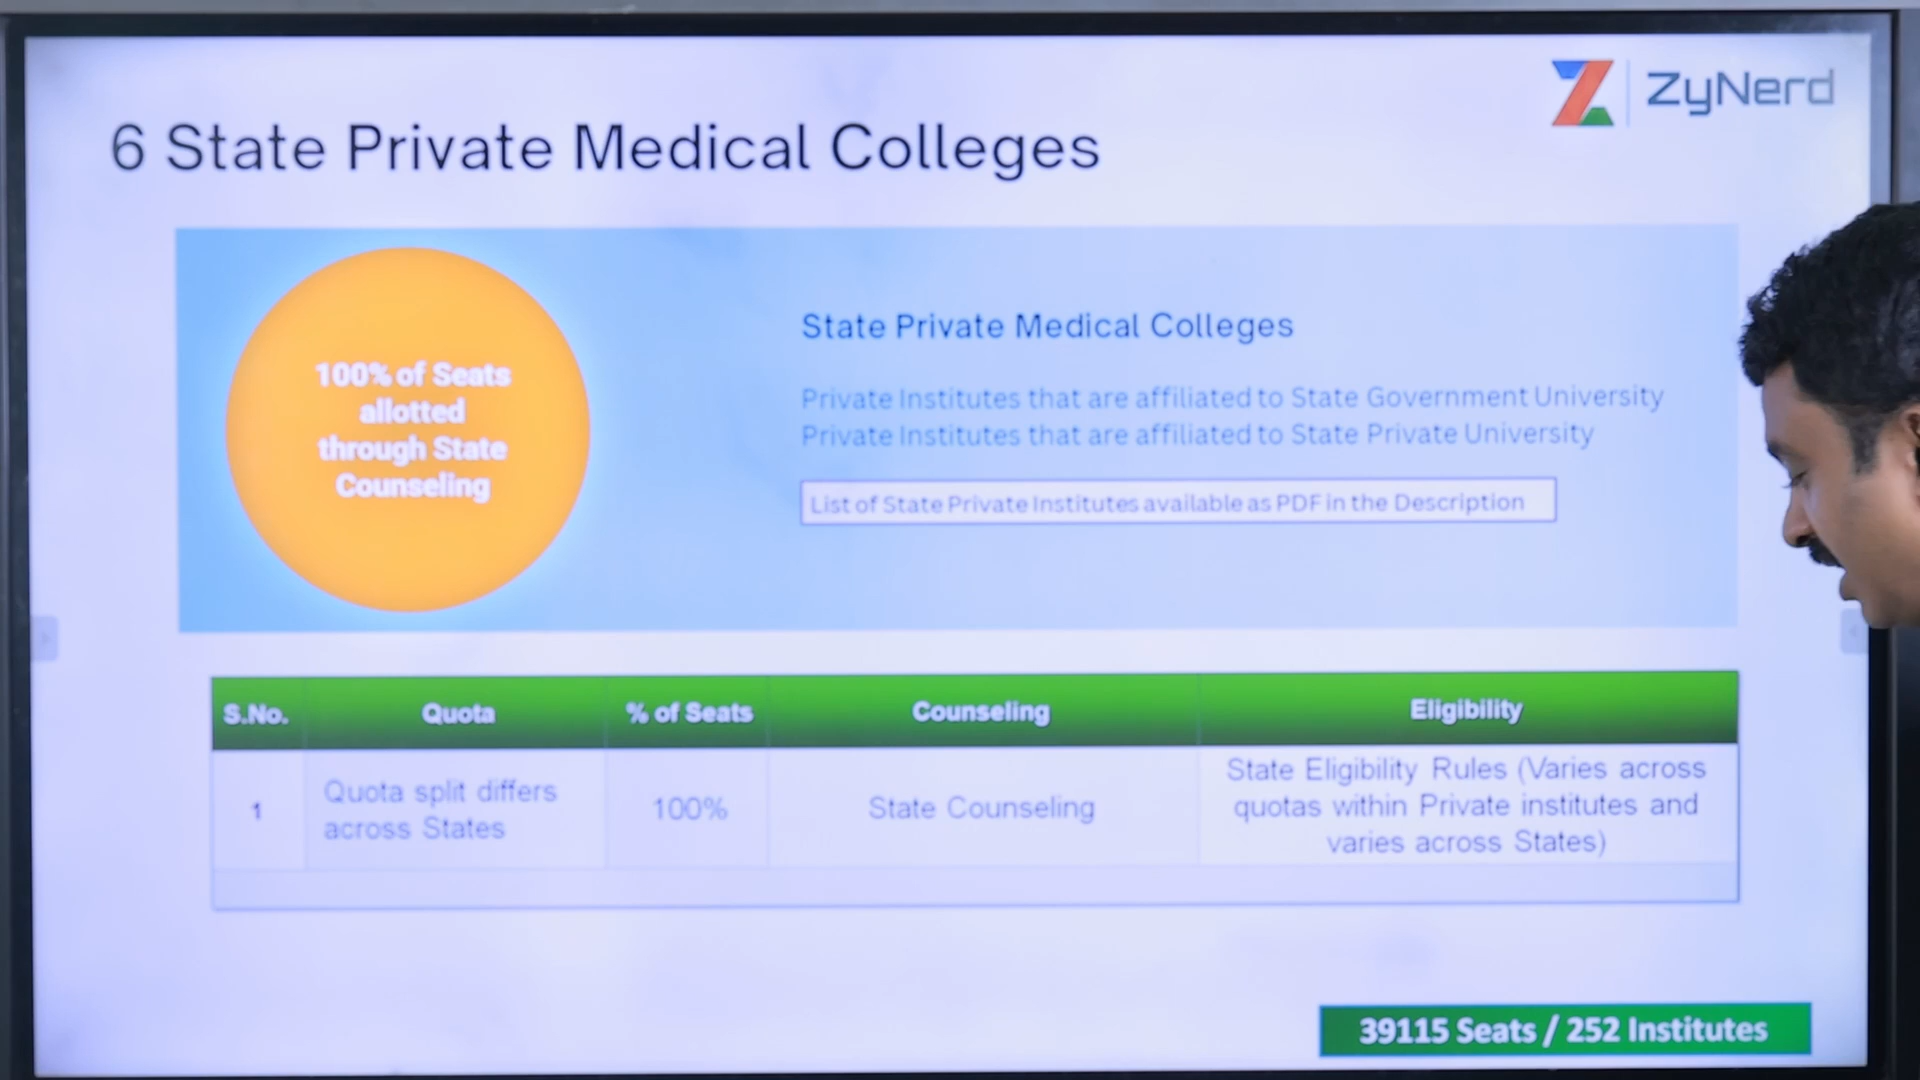 ZyNerd
6 State Private Medical Colleges
100% of Seats
allotted
through State
Counseling
State Private Medical Colleges
Private Institutes that are affiliated to State Government University
Private Institutes that are affiliated to State Private University
List of State Private Institutes available as PDF in the Description
S.No. Quota % of Seats Counseling Eligibility
1 Quota split differs across States 100% State Counseling State Eligibility Rules (Varies across quotas within Private institutes and varies across States)
39115 Seats / 252 Institutes